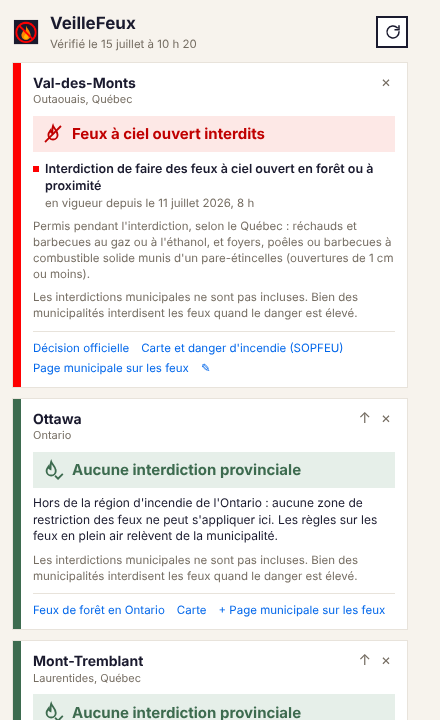 VeilleFeux
Vérifié le 15 juillet à 10 h 20
Val-des-Monts
Outaouais, Québec
Feux à ciel ouvert interdits
Interdiction de faire des feux à ciel ouvert en forêt ou à
proximité
en vigueur depuis le 11 juillet 2026, 8 h
Permis pendant l'interdiction, selon le Québec : réchauds et
barbecues au gaz ou à l'éthanol, et foyers, poêles ou barbecues à
combustible solide munis d'un pare-étincelles (ouvertures de 1 cm
ou moins).
Les interdictions municipales ne sont pas incluses. Bien des
municipalités interdisent les feux quand le danger est élevé.
Décision officielle Carte et danger d'incendie (SOPFEU)
Page municipale sur les feux
Ottawa
Ontario
Aucune interdiction provinciale
Hors de la région d'incendie de l'Ontario : aucune zone de
restriction des feux ne peut s'appliquer ici. Les règles sur les
feux en plein air relèvent de la municipalité.
Les interdictions municipales ne sont pas incluses. Bien des
municipalités interdisent les feux quand le danger est élevé.
Feux de forêt en Ontario Carte + Page municipale sur les feux
Mont-Tremblant
Laurentides, Québec
Aucune interdiction provinciale